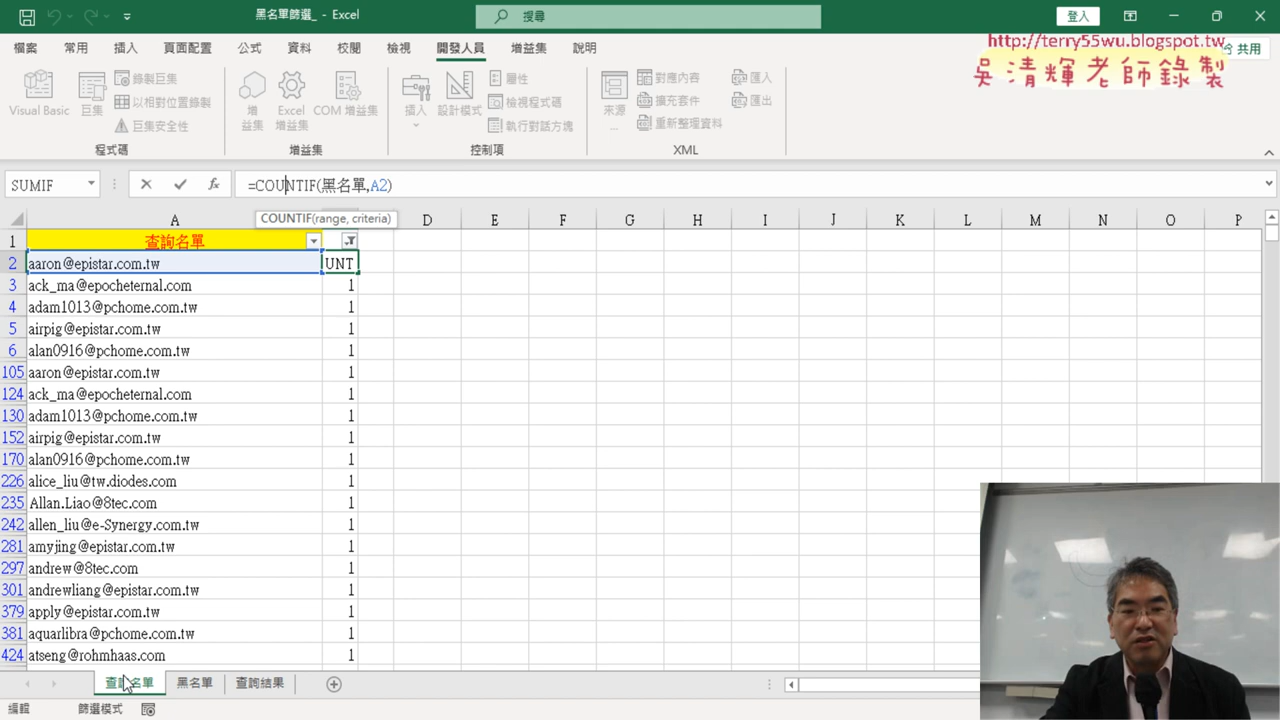 黑名單篩選_ - Excel
搜尋
登入
檔案
常用
插入
頁面配置
公式
資料
校閱
檢視
開發人員
增益集
說明
共用
http://terry55wu.blogspot.tw
吳清輝老師錄製
Visual Basic
巨集
錄製巨集
以相對位置錄製
巨集安全性
程式碼
增益集
Excel 增益集
COM 增益集
增益集
插入
設計模式
屬性
檢視程式碼
執行對話方塊
控制項
來源...
對應內容
擴充套件
重新整理資料
匯入
匯出
XML
SUMIF
fx
=COUNTIF(黑名單,A2)
COUNTIF(range, criteria)
A
D
E
F
G
H
I
J
K
L
M
N
O
P
1 查詢名單
2 aaron@epistar.com.tw UNT
3 ack_ma@epocheternal.com 1
4 adam1013@pchome.com.tw 1
5 airpig@epistar.com.tw 1
6 alan0916@pchome.com.tw 1
105 aaron@epistar.com.tw 1
124 ack_ma@epocheternal.com 1
130 adam1013@pchome.com.tw 1
152 airpig@epistar.com.tw 1
170 alan0916@pchome.com.tw 1
226 alice_liu@tw.diodes.com 1
235 Allan.Liao@8tec.com 1
242 allen_liu@e-Synergy.com.tw 1
281 amyjing@epistar.com.tw 1
297 andrew@8tec.com 1
301 andrewliang@epistar.com.tw 1
379 apply@epistar.com.tw 1
381 aquarlibra@pchome.com.tw 1
424 atseng@rohmhaas.com 1
查詢名單
黑名單
查詢結果
編輯
篩選模式